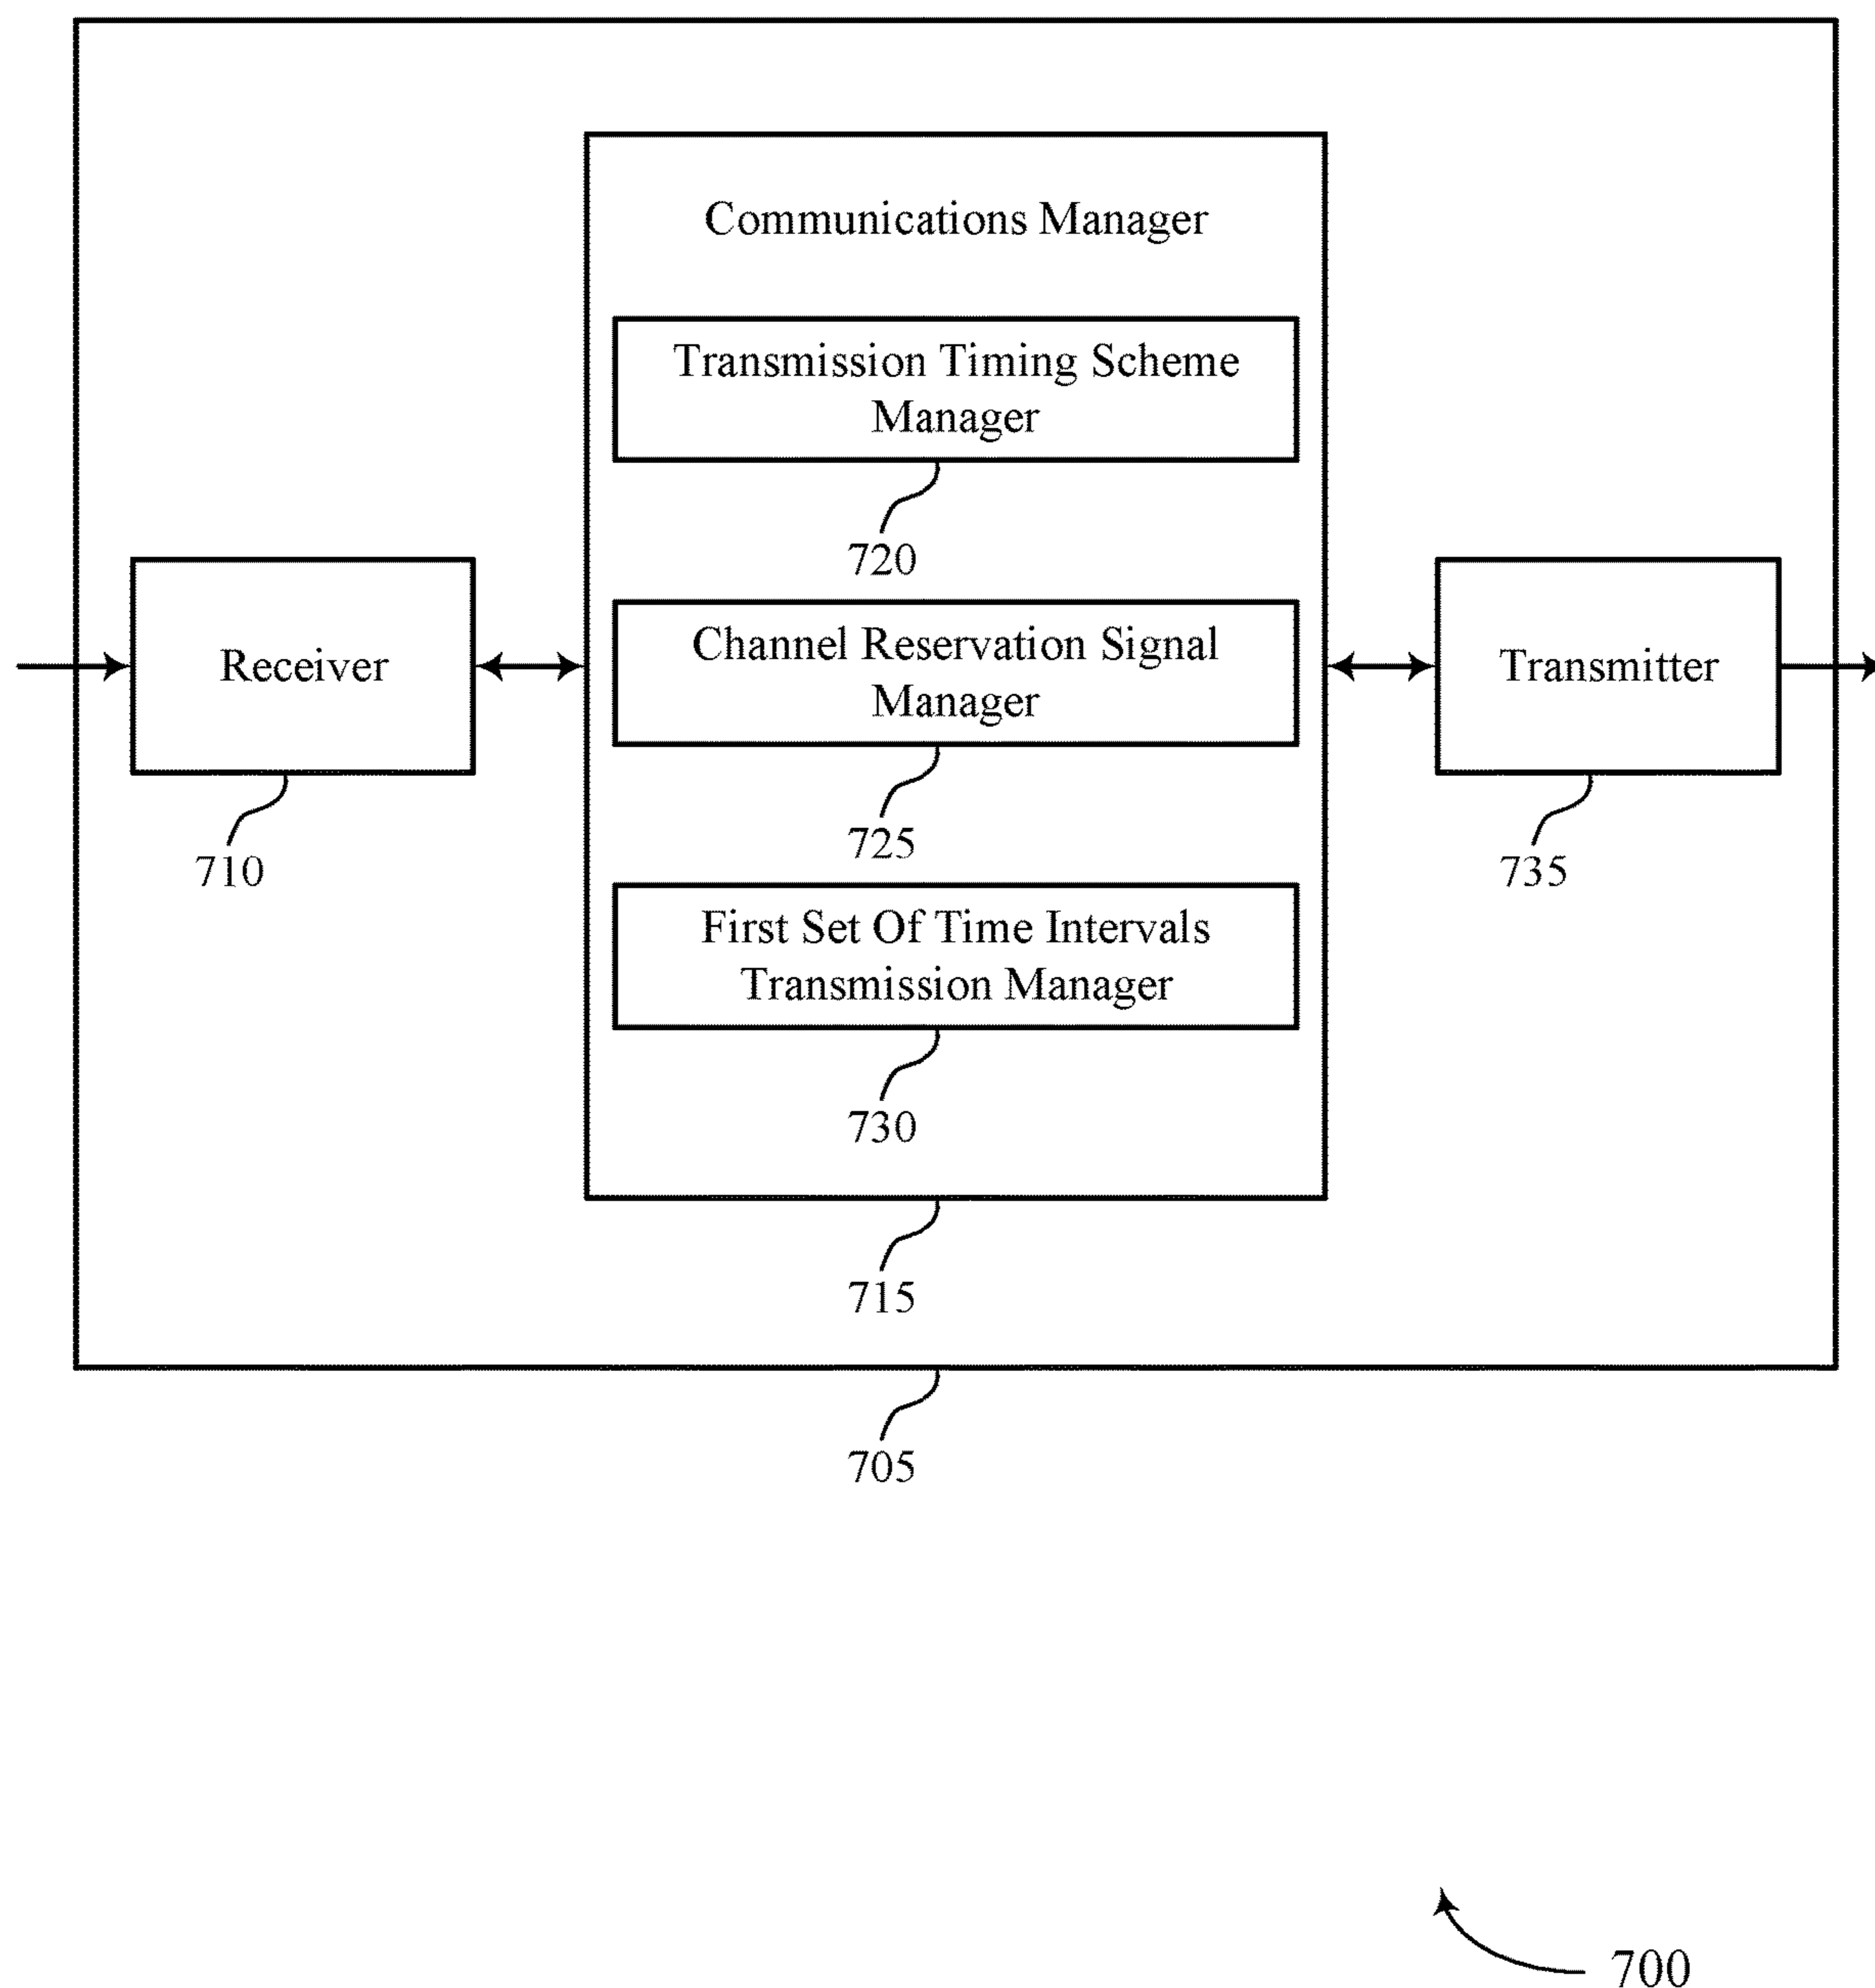 Communications Manager
Transmission Timing Scheme
Manager
720
Receiver
710
Channel Reservation Signal
Manager
725
Transmitter
735
First Set Of Time Intervals
Transmission Manager
730
715
705
700